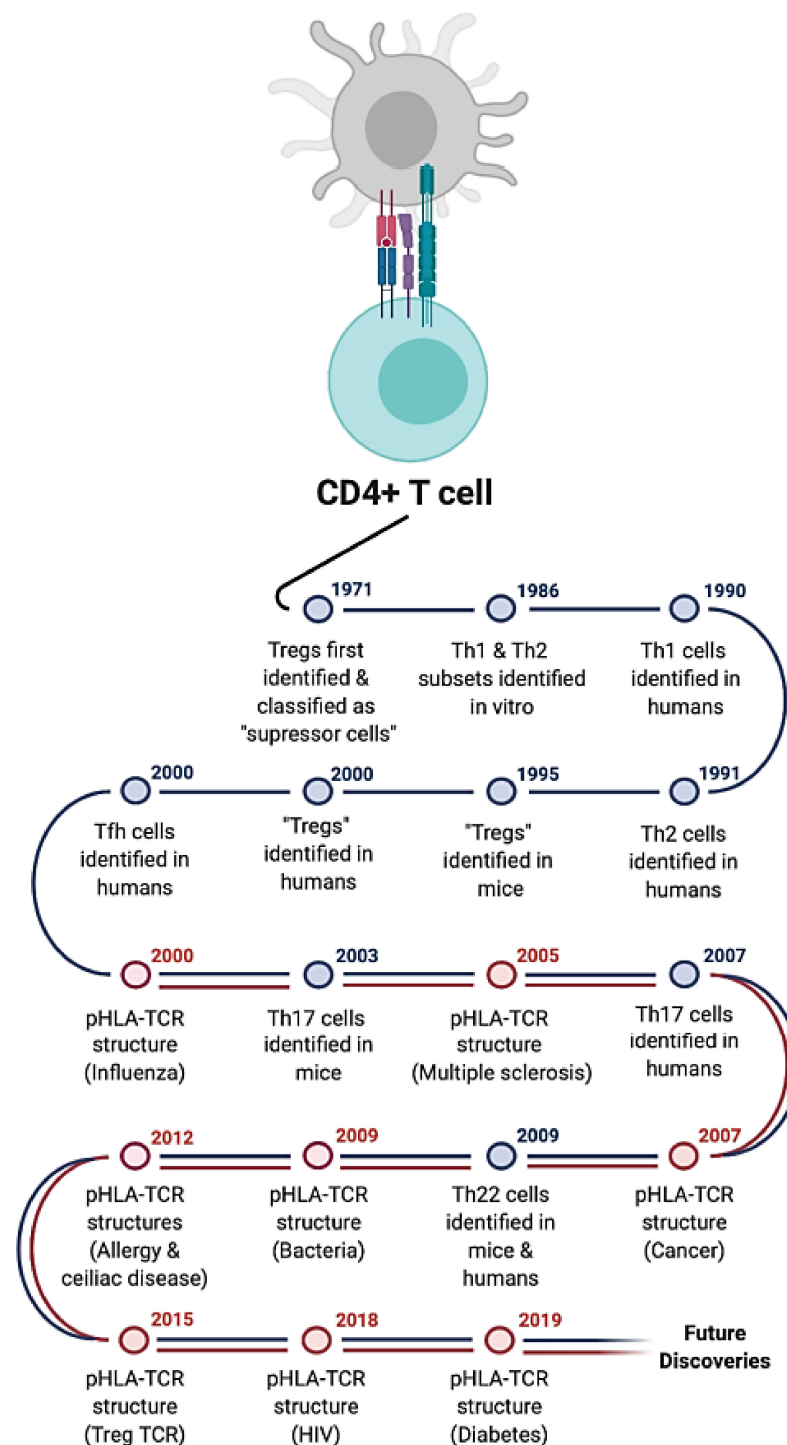 CD4+ T cell
1971
Tregs first
identified &
classified as
"supressor cells"
1986
Th1 & Th2
subsets identified
in vitro
1990
Th1 cells
identified in
humans
1991
Th2 cells
identified in
humans
1995
"Tregs"
identified in
mice
2000
"Tregs"
identified in
humans
2000
Tfh cells
identified in
humans
2000
pHLA-TCR
structure
(Influenza)
2003
Th17 cells
identified in
mice
2005
pHLA-TCR
structure
(Multiple sclerosis)
2007
Th17 cells
identified in
humans
2007
pHLA-TCR
structure
(Cancer)
2009
Th22 cells
identified in
mice &
humans
2009
pHLA-TCR
structure
(Bacteria)
2012
pHLA-TCR
structures
(Allergy &
ceiliac disease)
2015
pHLA-TCR
structure
(Treg TCR)
2018
pHLA-TCR
structure
(HIV)
2019
pHLA-TCR
structure
(Diabetes)
Future
Discoveries